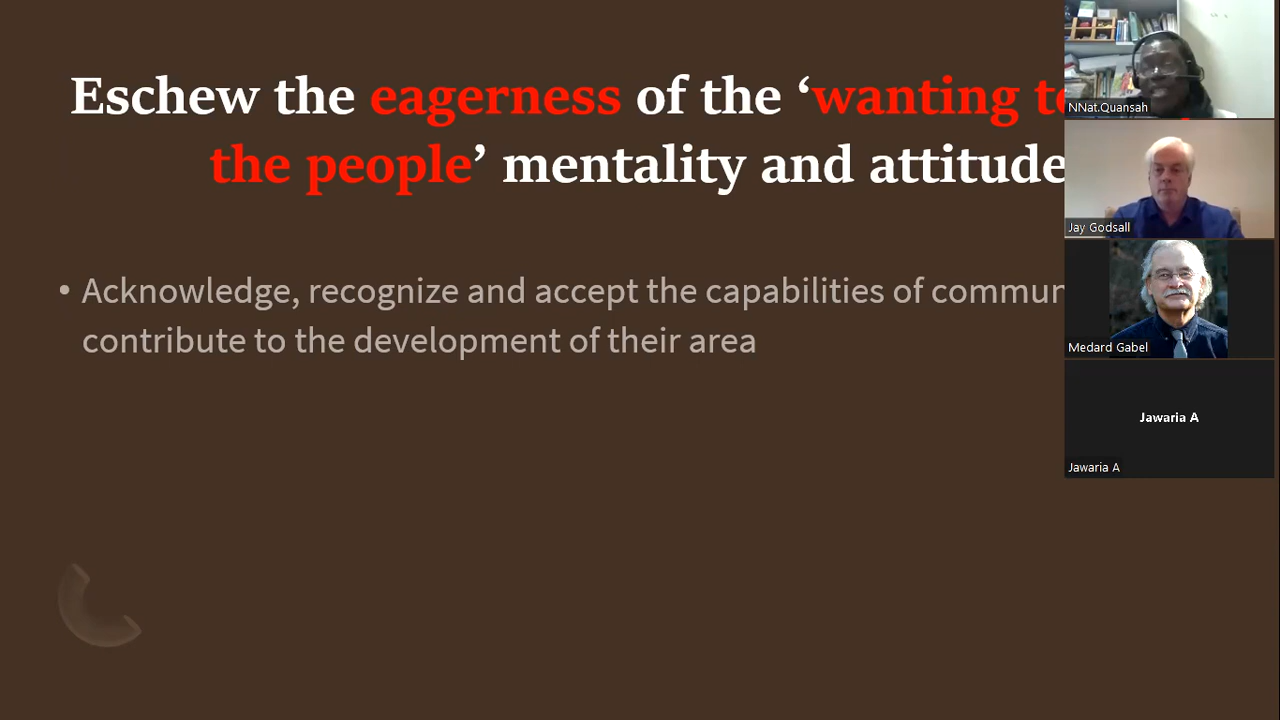 Eschew the eagerness of the ‘wanting
the people’ mentality and attitude
• Acknowledge, recognize and accept the capabilities of
contribute to the development of their area
NNat.Quansah
Jay Godsall
Medard Gabel
Jawaria A
Jawaria A